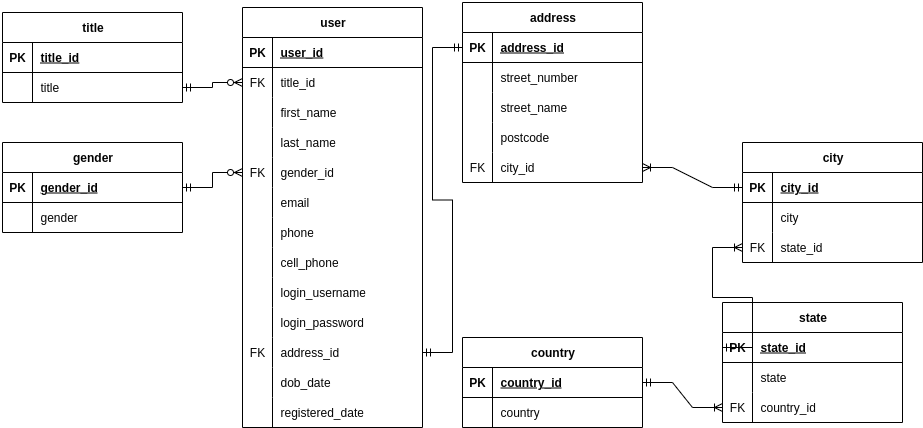 title
PK title_id
title
gender
PK gender_id
gender
user
PK user_id
FK title_id
first_name
last_name
FK gender_id
email
phone
cell_phone
login_username
login_password
FK address_id
dob_date
registered_date
address
PK address_id
street_number
street_name
postcode
FK city_id
country
PK country_id
country
city
PK city_id
city
FK state_id
state
PK state_id
state
FK country_id